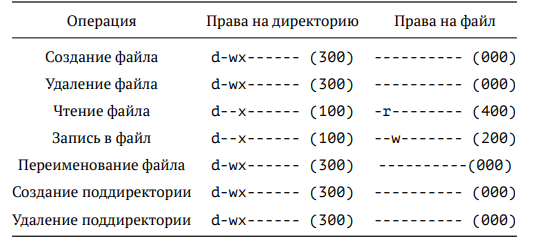 Операция Права на директорию Права на файл
Создание файла d-wx------ (300) ---------- (000)
Удаление файла d-wx------ (300) ---------- (000)
Чтение файла d--x------ (100) -r-------- (400)
Запись в файл d--x------ (100) --w------- (200)
Переименование файла d-wx------ (300) ----------(000)
Создание поддиректории d-wx------ (300) ---------- (000)
Удаление поддиректории d-wx------ (300) ---------- (000)